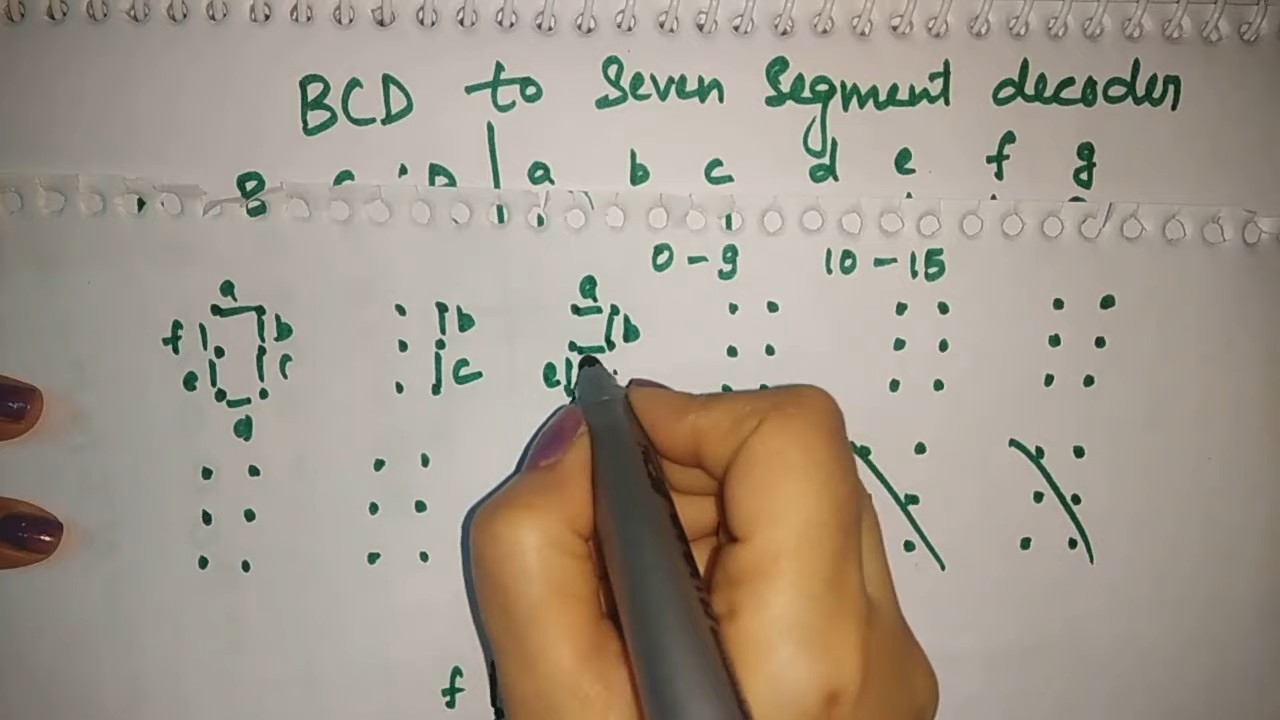 BCD to Seven Segment decoder
B C D a b c d e f g
0-9 10-15
a a
f b b b
e c c e
d
f